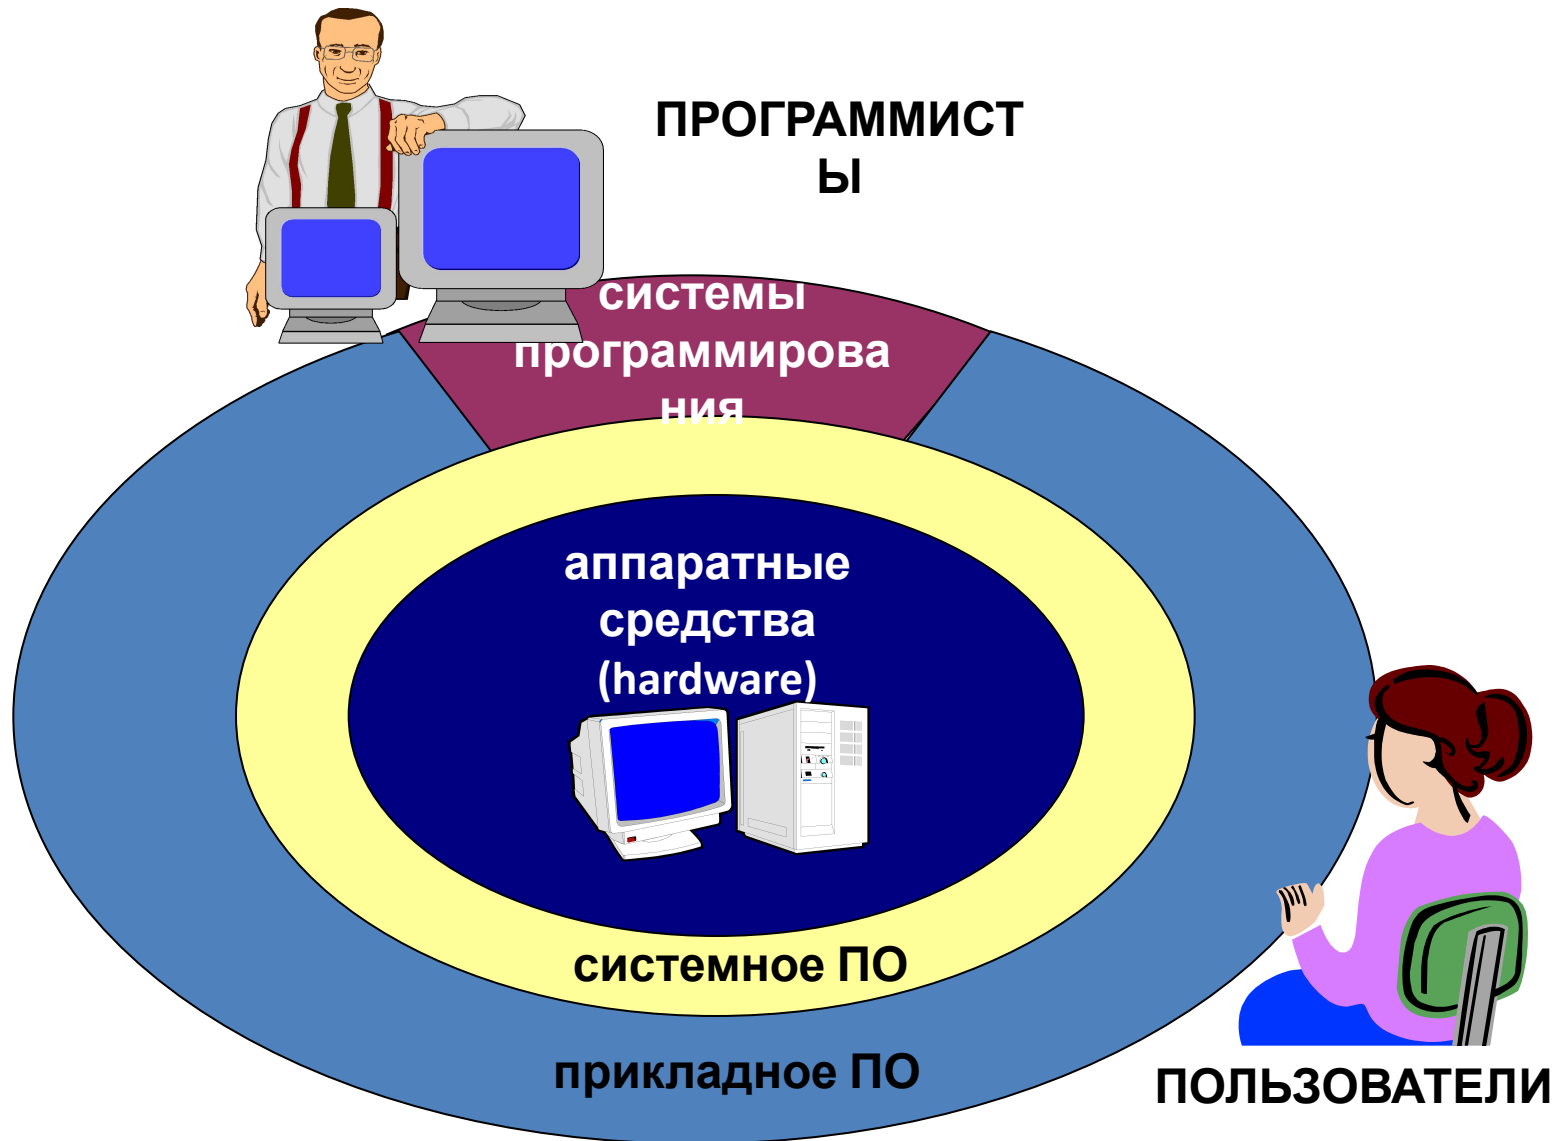 ПРОГРАММИСТ
Ы
системы
программирова
ния
аппаратные
средства
(hardware)
системное ПО
прикладное ПО
ПОЛЬЗОВАТЕЛИ